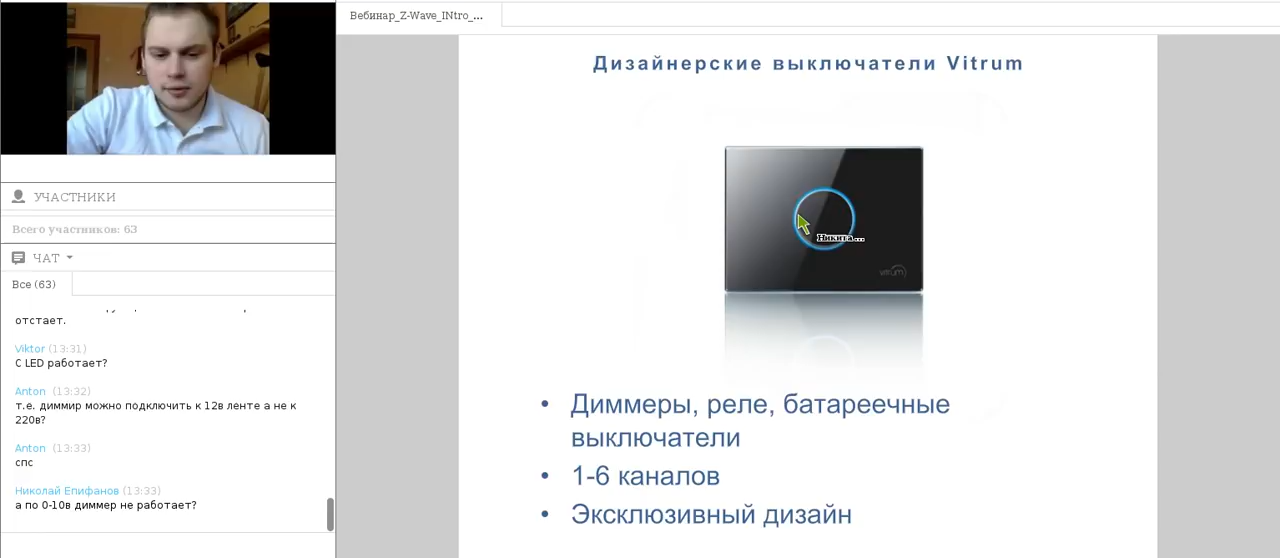 Вебинар_Z-Wave_INtro_...
УЧАСТНИКИ
Всего участников: 63
ЧАТ
Все (63)
отстает.
Viktor (13:31)
С LED работает?
Anton (13:32)
т.е. диммир можно подключить к 12в ленте а не к
220в?
Anton (13:33)
спс
Николай Епифанов (13:33)
а по 0-10в диммер не работает?
Дизайнерские выключатели Vitrum
Никита...
vitrum
• Диммеры, реле, батареечные
выключатели
• 1-6 каналов
• Эксклюзивный дизайн